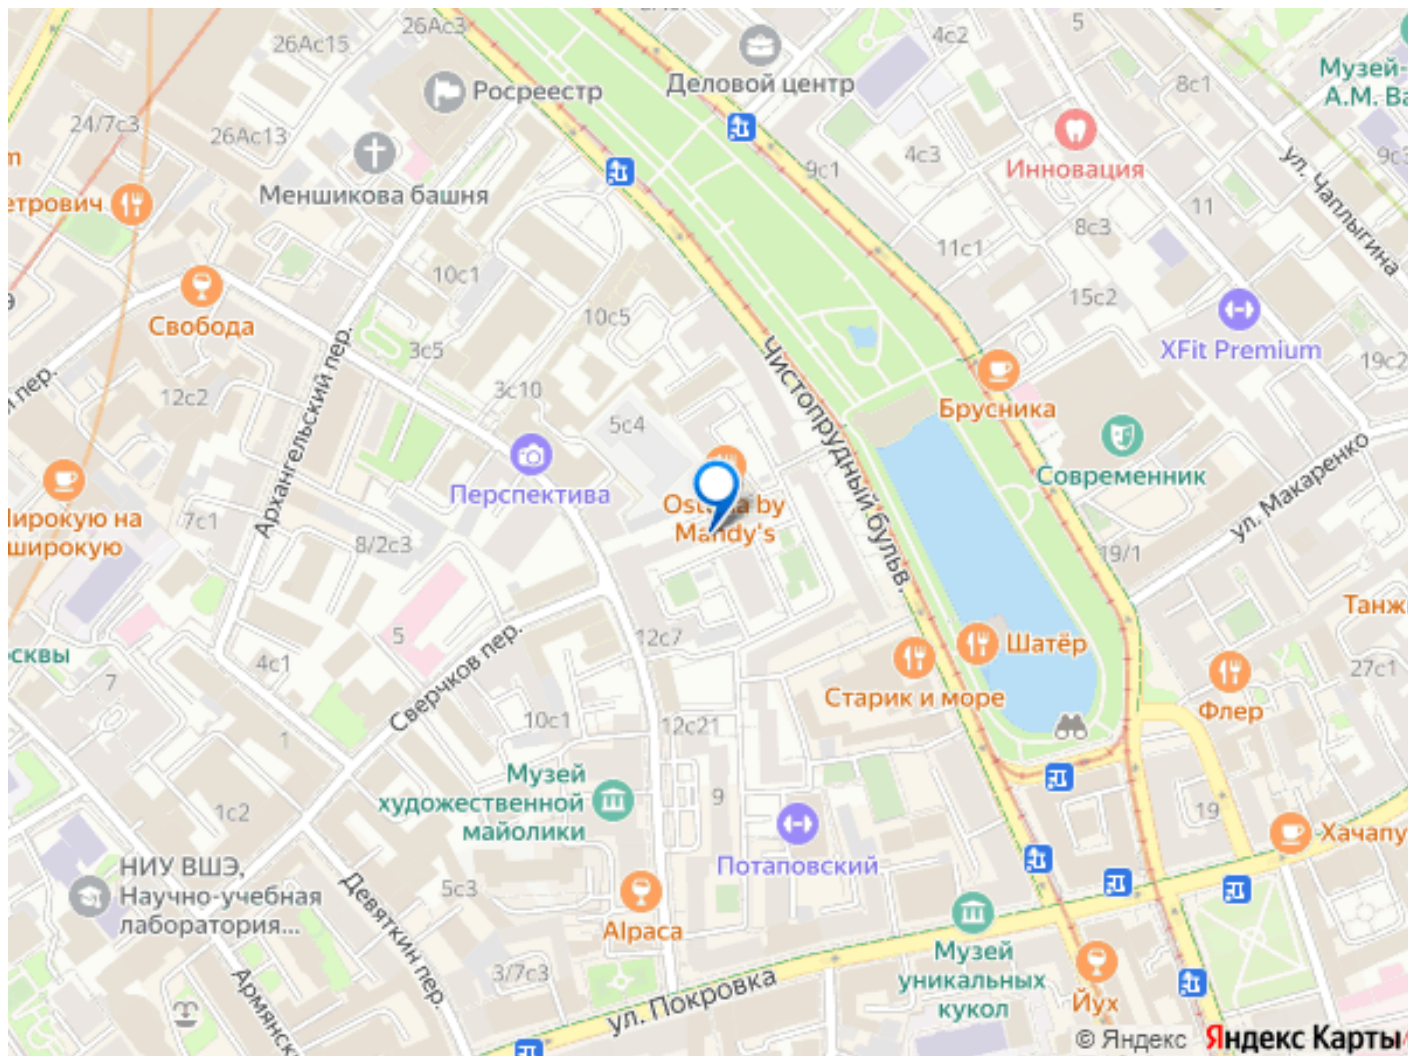 26Ас3
26Ас15
4с2
5
Деловой центр
Музей-
А.М. Ва
8с1
Росреестр
24/7с3
26Ас13
4с3
9с1
Инновация
9с3
ул. Чаплыгина
Меншикова башня
етрович
11
8с3
11с1
10с1
15с2
Свобода
10с5
Чистопрудный бульв.
XFit Premium
3с5
19с2
Архангельский пер.
пер.
12с2
3с10
Брусника
5с4
Современник
ул. Макаренко
Перспектива
Mandy's
by
7с1
широкую
на
8/2с3
19/1
Танж
5
12с7
Шатёр
сквы
4с1
7
Сверчков пер.
Старик и море
27с1
Флер
10с1
12с21
1
Музей
художественной
майолики
9
1с2
19
Хачапу
Потаповский
НИУ ВШЭ,
Научно-учебная
лаборатория...
Девяткин пер.
5с3
Alpaca
Музей
уникальных
кукол
3/7с3
ул. Покровка
Йух
Армянск
© Яндекс
Яндекс Карты